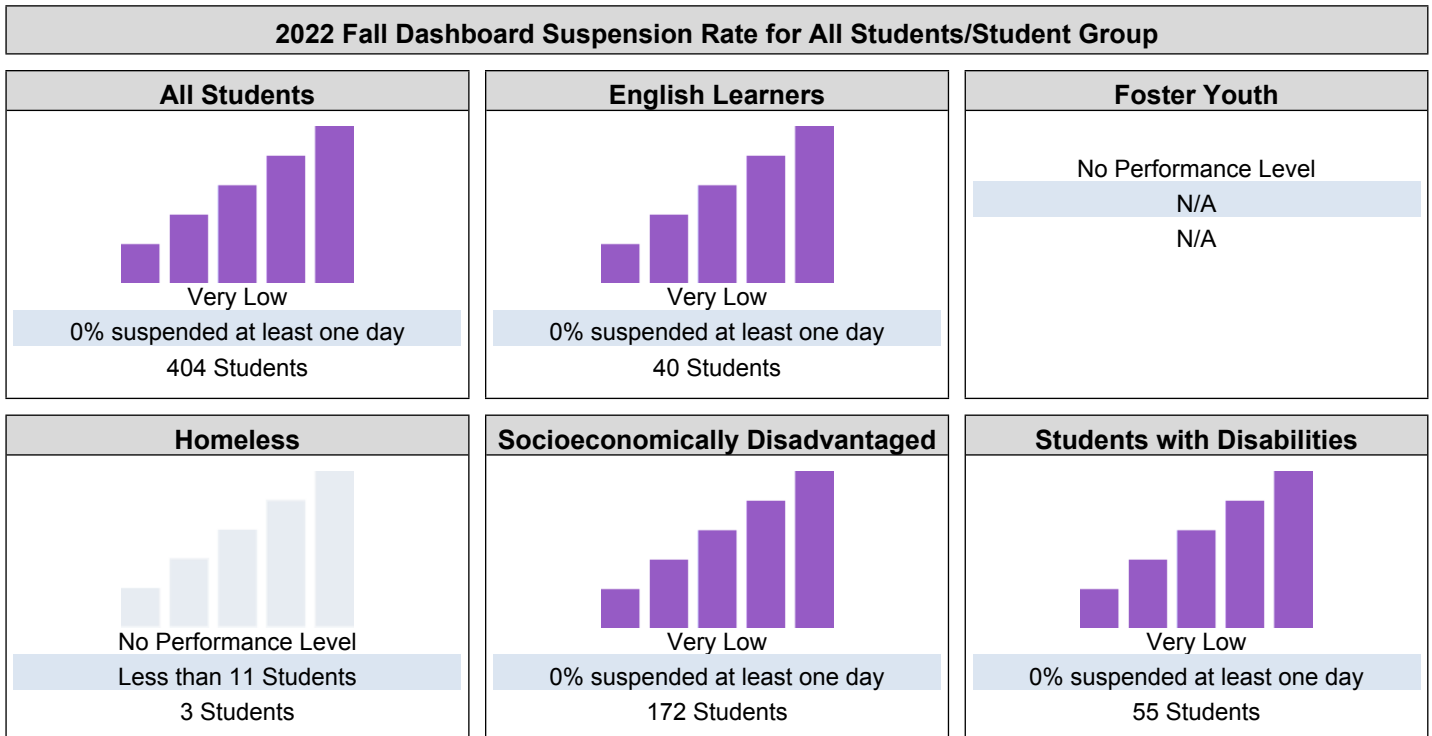 2022 Fall Dashboard Suspension Rate for All Students/Student Group
All Students
Very Low
0% suspended at least one day
404 Students
English Learners
Very Low
0% suspended at least one day
40 Students
Foster Youth
No Performance Level
N/A
N/A
Homeless
No Performance Level
Less than 11 Students
3 Students
Socioeconomically Disadvantaged
Very Low
0% suspended at least one day
172 Students
Students with Disabilities
Very Low
0% suspended at least one day
55 Students